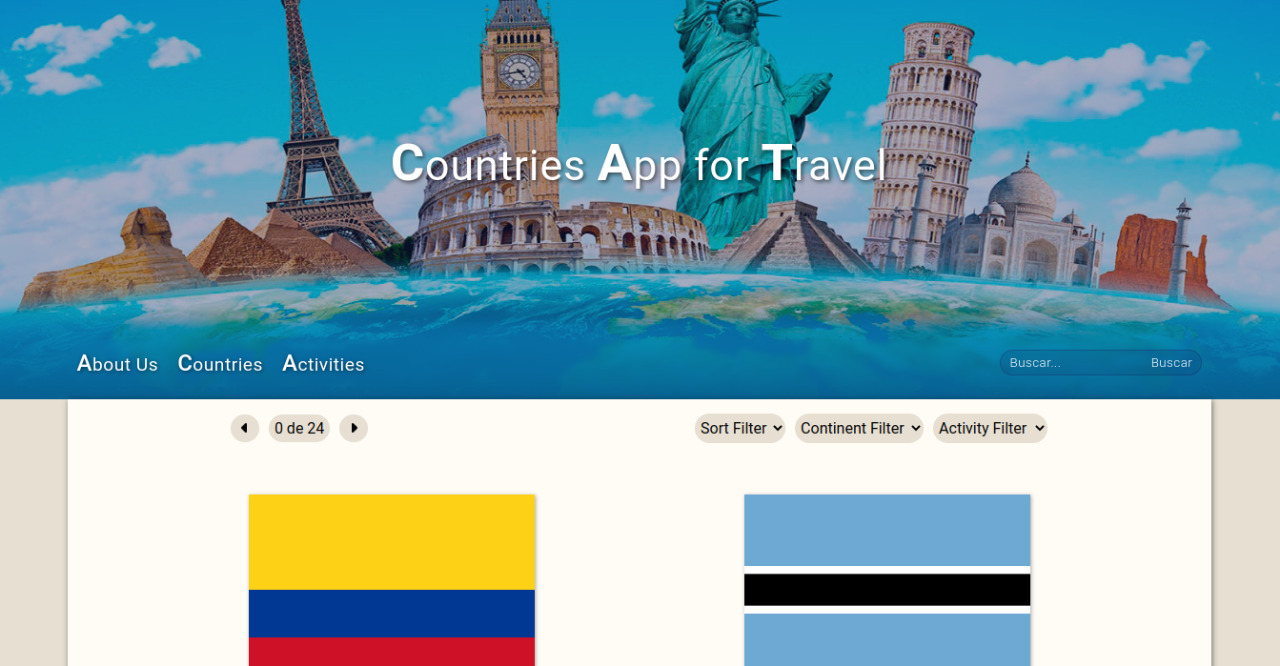 Countries App for Travel
About Us Countries Activities
Buscar... Buscar
0 de 24
Sort Filter Continent Filter Activity Filter